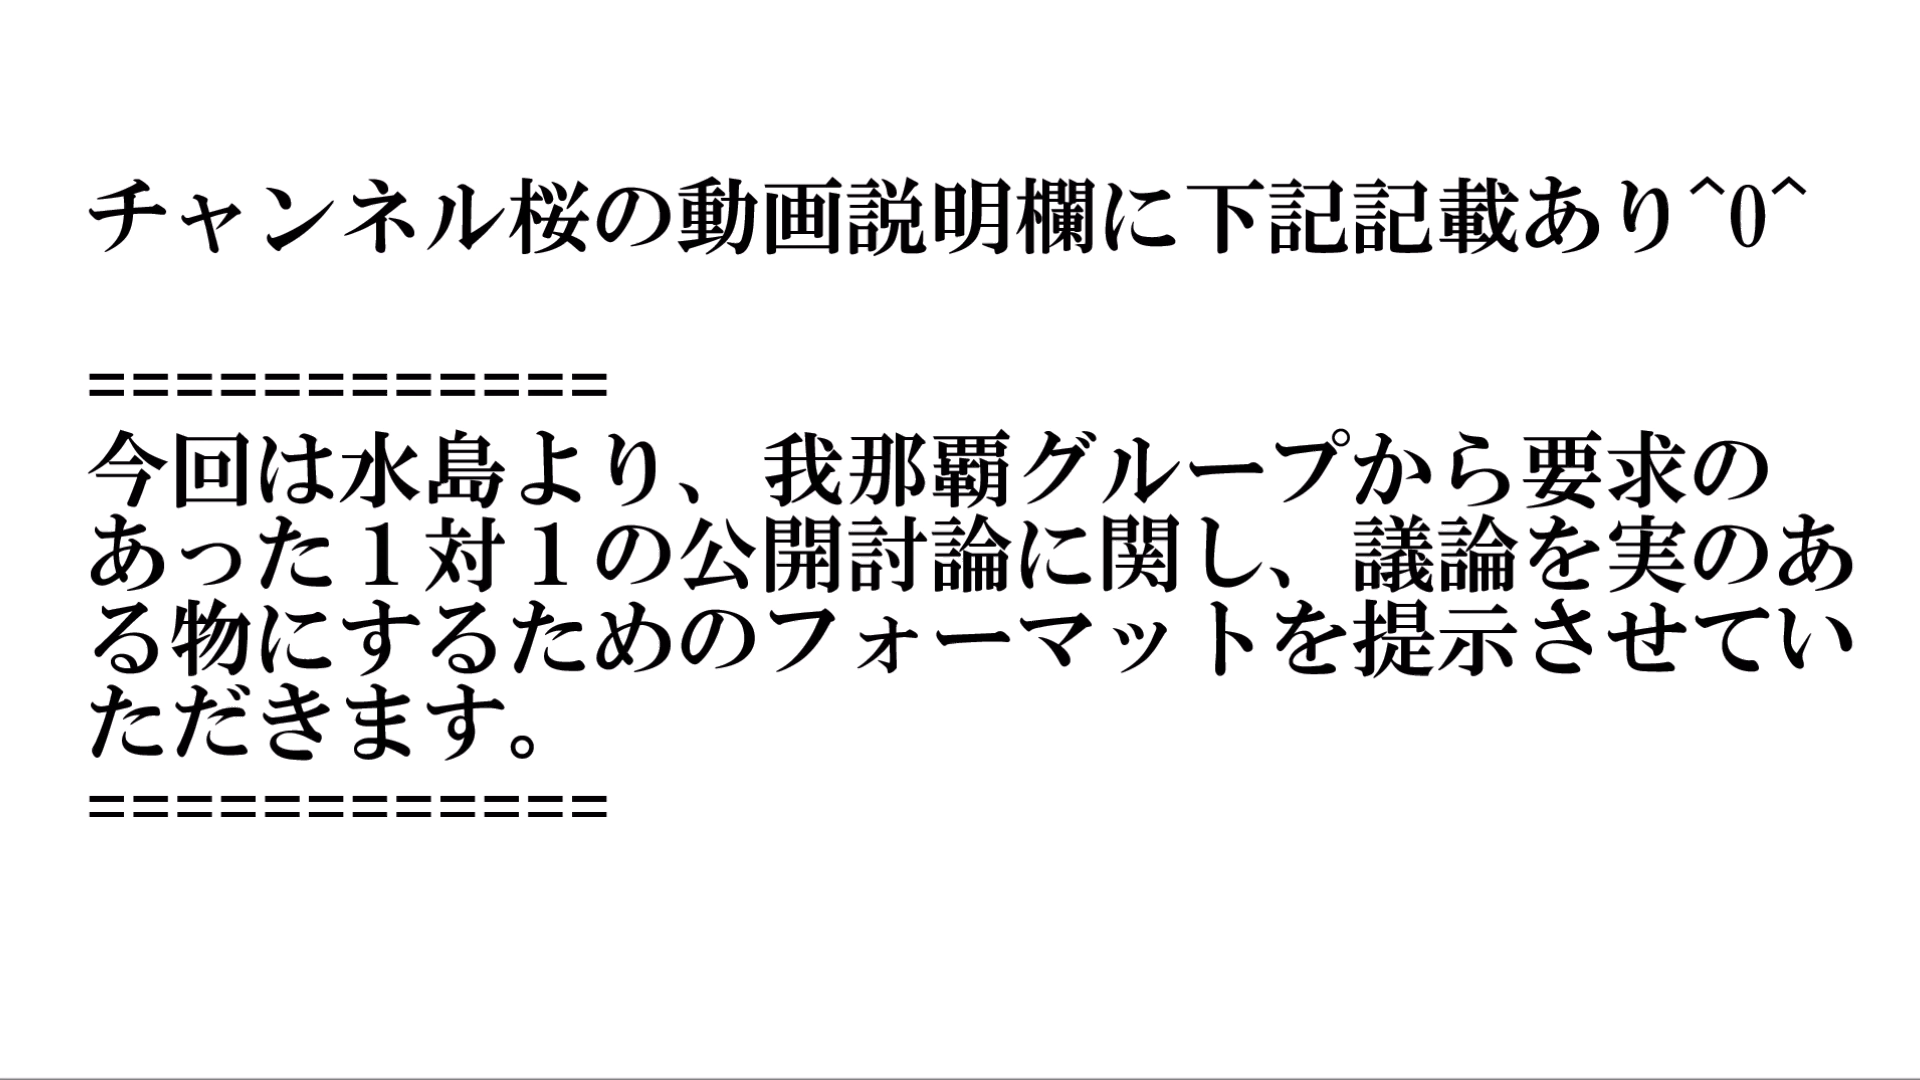 チャンネル桜の動画説明欄に下記記載あり^0^
============
今回は水島より、我那覇グループから要求の
あった１対１の公開討論に関し、議論を実のあ
る物にするためのフォーマットを提示させてい
ただきます。
============